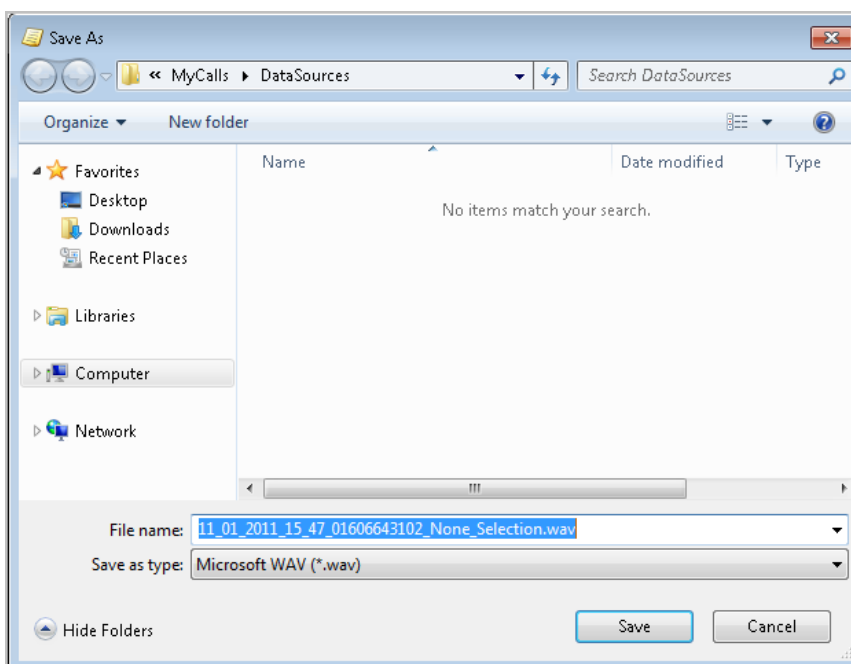 Save As
« MyCalls ▸ DataSources
Search DataSources
Organize
New folder
Name
Date modified
Type
Favorites
Desktop
Downloads
Recent Places
Libraries
Computer
Network
No items match your search.
File name: 11_01_2011_15_47_01606643102_None_Selection.wav
Save as type: Microsoft WAV (*.wav)
Hide Folders
Save
Cancel